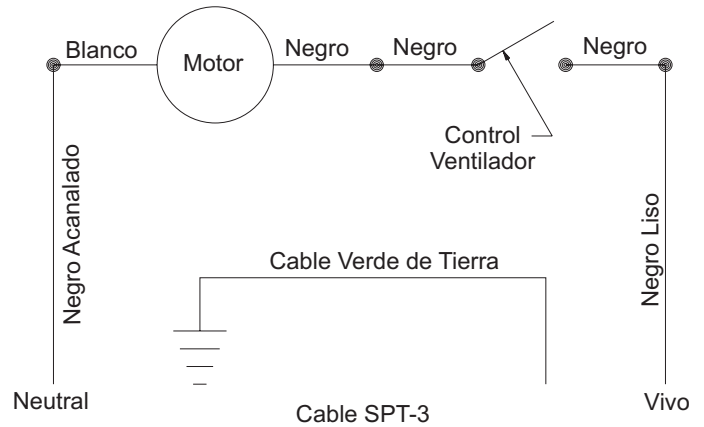 Blanco
Motor
Negro
Negro
Negro
Control
Ventilador
Negro Acanalado
Negro Liso
Cable Verde de Tierra
Neutral
Cable SPT-3
Vivo